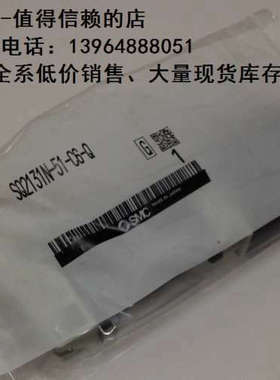 -值得信赖的店
电话：13964888051
全系低价销售、大量现货库存
SQ2131N-51-C6-Q
G
1
SMC